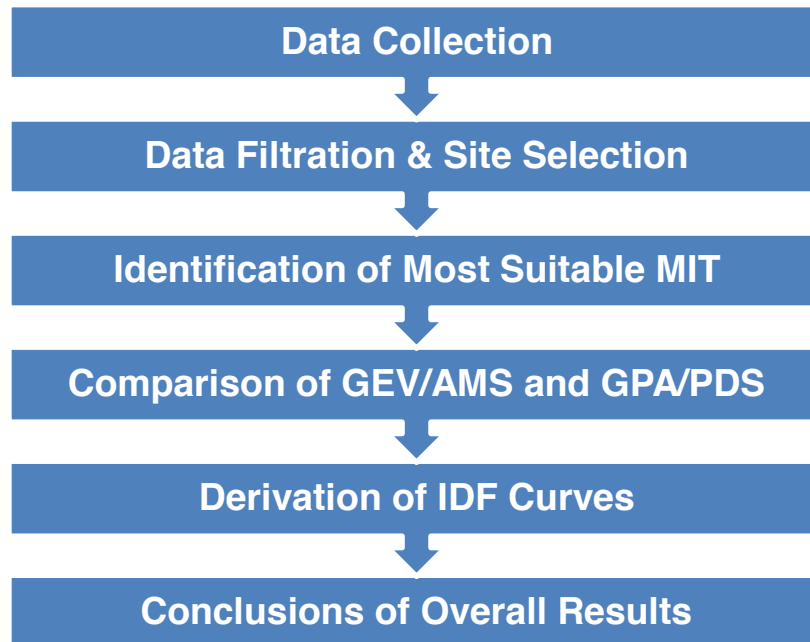 Data Collection
Data Filtration & Site Selection
Identification of Most Suitable MIT
Comparison of GEV/AMS and GPA/PDS
Derivation of IDF Curves
Conclusions of Overall Results